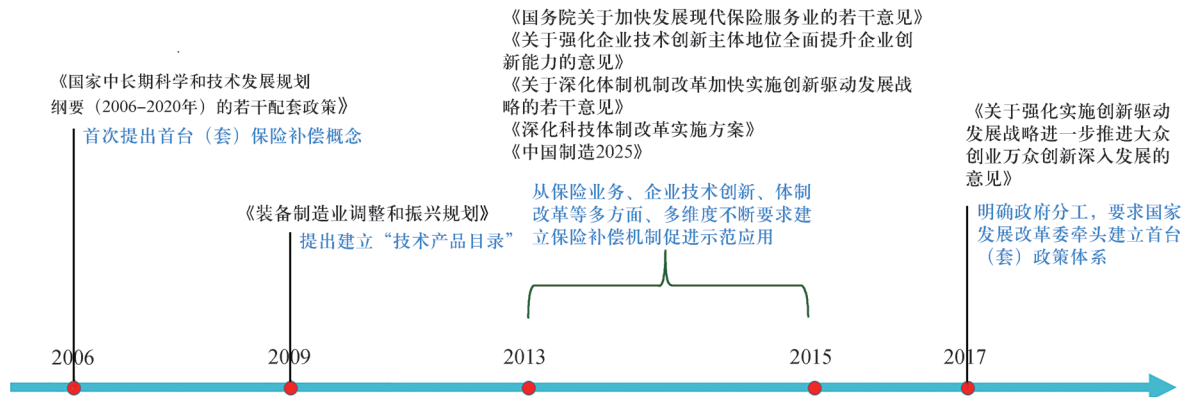 《国家中长期科学和技术发展规划
纲要（2006-2020年）的若干配套政策》
首次提出首台（套）保险补偿概念
《装备制造业调整和振兴规划》
提出建立“技术产品目录”
《国务院关于加快发展现代保险服务业的若干意见》
《关于强化企业技术创新主体地位全面提升企业创
新能力的意见》
《关于深化体制机制改革加快实施创新驱动发展战
略的若干意见》
《深化科技体制改革实施方案》
《中国制造2025》
从保险业务、企业技术创新、体制
改革等多方面、多维度不断要求建
立保险补偿机制促进示范应用
《关于强化实施创新驱动
发展战略进一步推进大众
创业万众创新深入发展的
意见》
明确政府分工，要求国家
发展改革委牵头建立首台
（套）政策体系
2006
2009
2013
2015
2017